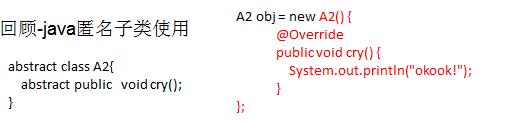 回顾-java匿名子类使用
abstract class A2{
abstract public void cry();
}
A2 obj = new A2() {
@Override
public void cry() {
System.out.println("okook!");
}
};